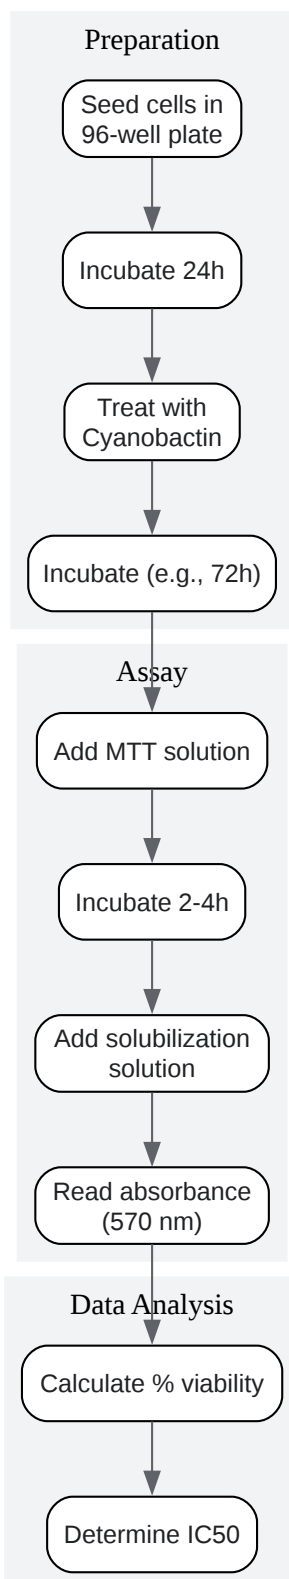 Preparation
Seed cells in
96-well plate
Incubate 24h
Treat with
Cyanobactin
Incubate (e.g., 72h)
Assay
Add MTT solution
Incubate 2-4h
Add solubilization
solution
Read absorbance
(570 nm)
Data Analysis
Calculate % viability
Determine IC50